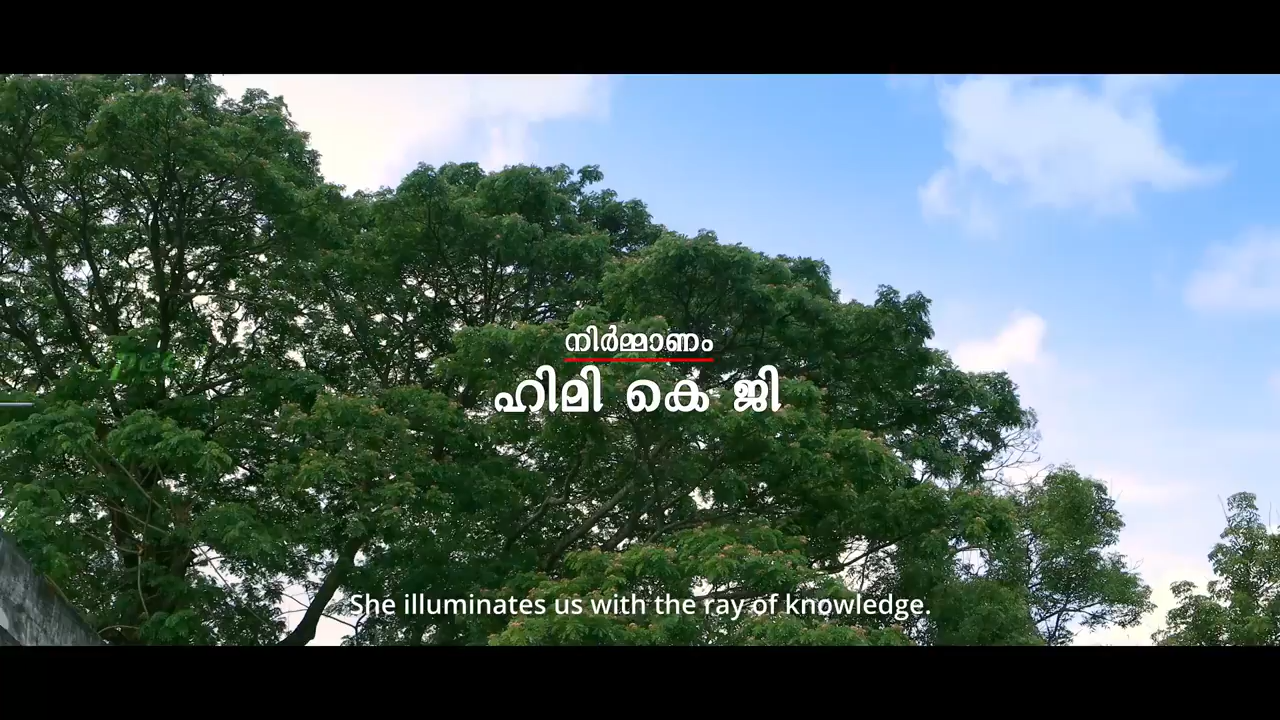 നിർമ്മാണം
ഹിമി കെ ജി
She illuminates us with the ray of knowledge.